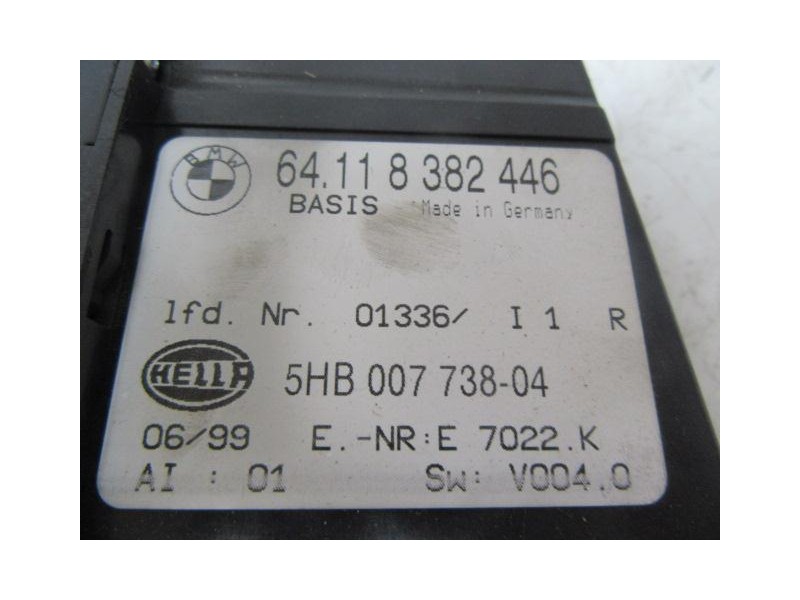 BMW
64.11 8 382 446
BASIS Made in Germany
lfd. Nr. 01336/ I 1 R
HELLA 5HB 007 738-04
06/99 E.-NR:E 7022.K
AI : 01 SW: V004.0